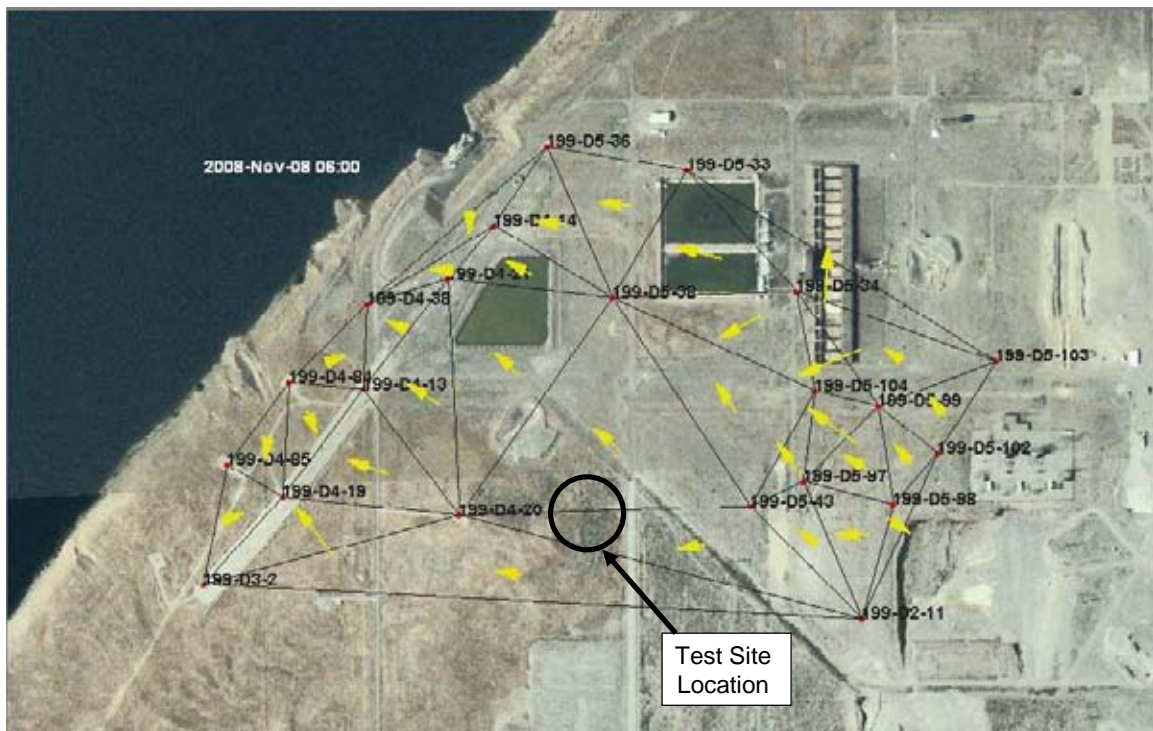 199-D5-36
199-D5-33
2008-Nov-08 06:00
199-D4-14
199-D5-34
199-D5-38
199-D4-38
199-D5-103
199-D4-84
199-D4-13
199-D5-104
199-D5-99
199-D5-102
199-D4-85
199-D5-97
199-D4-19
199-D5-98
199-D5-43
199-D4-20
199-D3-2
199-D2-11
Test Site
Location